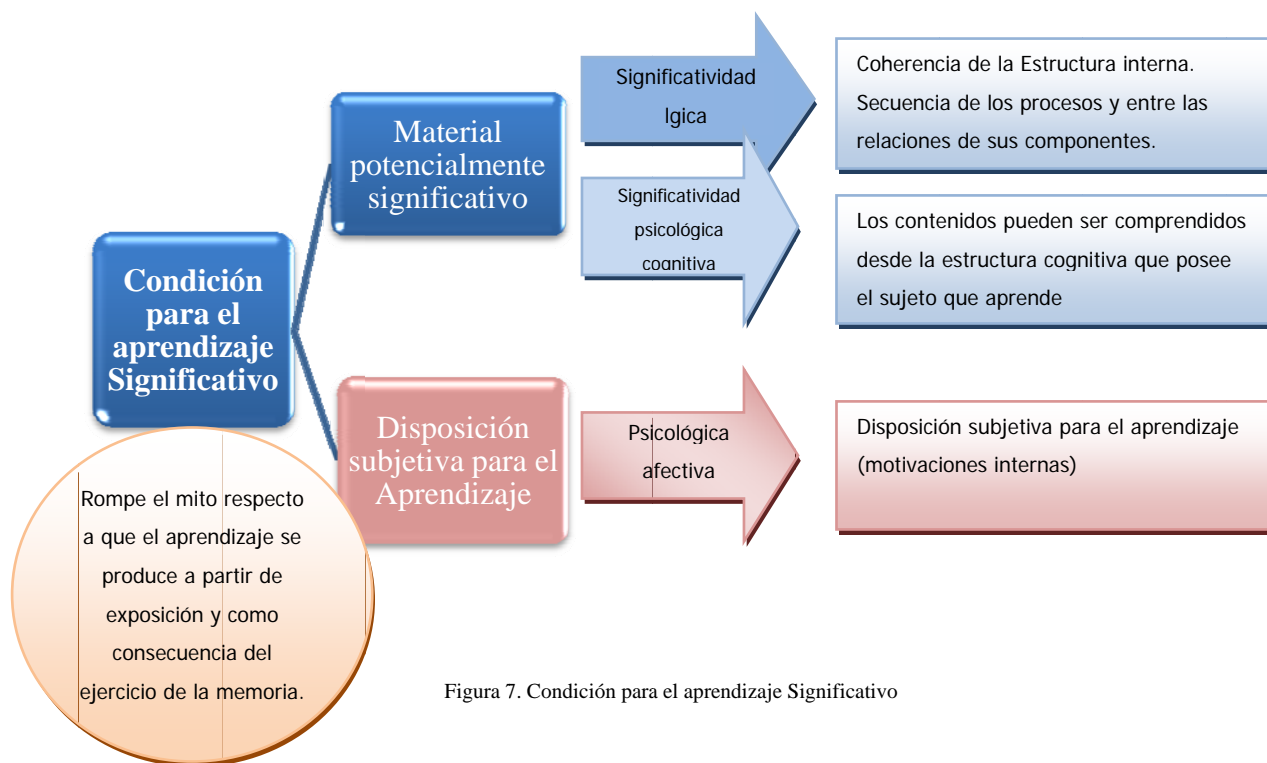 Condición
para el
aprendizaje
Significativo
Material
potencialmente
significativo
Significatividad
lgica
Coherencia de la Estructura interna.
Secuencia de los procesos y entre las
relaciones de sus componentes.
Significatividad
psicológica
cognitiva
Los contenidos pueden ser comprendidos
desde la estructura cognitiva que posee
el sujeto que aprende
Disposición
subjetiva para el
Aprendizaje
Psicológica
afectiva
Disposición subjetiva para el aprendizaje
(motivaciones internas)
Rompe el mito respecto
a que el aprendizaje se
produce a partir de
exposición y como
consecuencia del
ejercicio de la memoria.
Figura 7. Condición para el aprendizaje Significativo